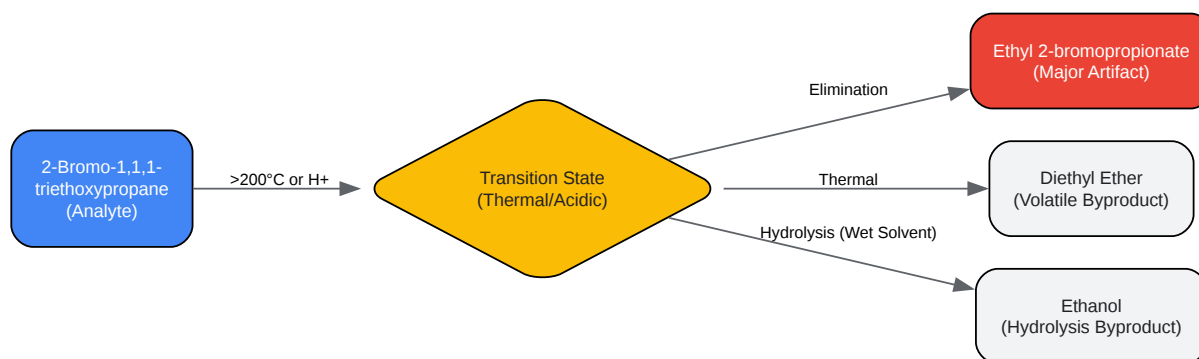 2-Bromo-1,1,1-
triethoxypropane
(Analyte)
>200°C or H+
Transition State
(Thermal/Acidic)
Elimination
Thermal
Hydrolysis (Wet Solvent)
Ethyl 2-bromopropionate
(Major Artifact)
Diethyl Ether
(Volatile Byproduct)
Ethanol
(Hydrolysis Byproduct)